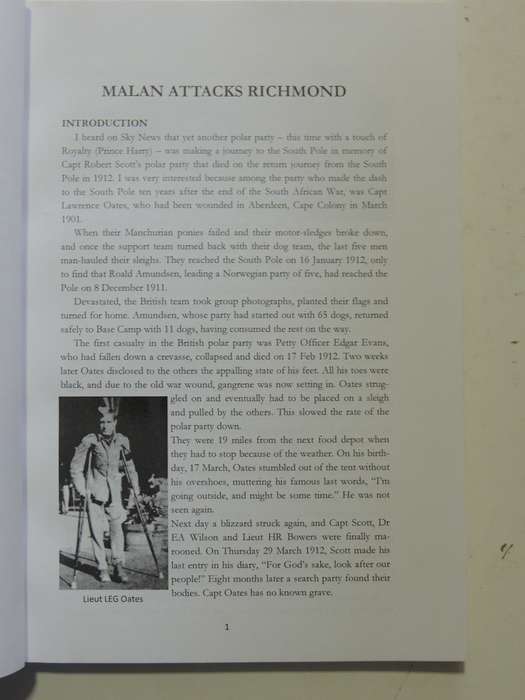 MALAN ATTACKS RICHMOND
INTRODUCTION
I heard on Sky News that yet another polar party – this time with a touch of
Royalty (Prince Harry) – was making a journey to the South Pole in memory of
Capt Robert Scott's polar party that died on the return journey from the South
Pole in 1912. I was very interested because among the party who made the dash
to the South Pole ten years after the end of the South African War, was Capt
Lawrence Oates, who had been wounded in Aberdeen, Cape Colony in March
1901.
When their Manchurian ponies failed and their motor-sledges broke down,
and once the support team turned back with their dog team, the last five men
man-hauled their sleighs. They reached the South Pole on 16 January 1912, only
to find that Roald Amundsen, leading a Norwegian party of five, had reached the
Pole on 8 December 1911.
Devastated, the British team took group photographs, planted their flags and
turned for home. Amundsen, whose party had started out with 65 dogs, returned
safely to Base Camp with 11 dogs, having consumed the rest on the way.
The first casualty in the British polar party was Petty Officer Edgar Evans,
who had fallen down a crevasse, collapsed and died on 17 Feb 1912. Two weeks
later Oates disclosed to the others the appalling state of his feet. All his toes were
black, and due to the old war wound, gangrene was now setting in. Oates strug-
gled on and eventually had to be placed on a sleigh
and pulled by the others. This slowed the rate of the
polar party down.
They were 19 miles from the next food depot when
they had to stop because of the weather. On his birth-
day, 17 March, Oates stumbled out of the tent without
his overshoes, muttering his famous last words, “I'm
going outside, and might be some time.” He was not
seen again.
Next day a blizzard struck again, and Capt Scott, Dr
EA Wilson and Lieut HR Bowers were finally ma-
rooned. On Thursday 29 March 1912, Scott made his
last entry in his diary, “For God's sake, look after our
people!” Eight months later a search party found their
bodies. Capt Oates has no known grave.
Lieut LEG Oates
1